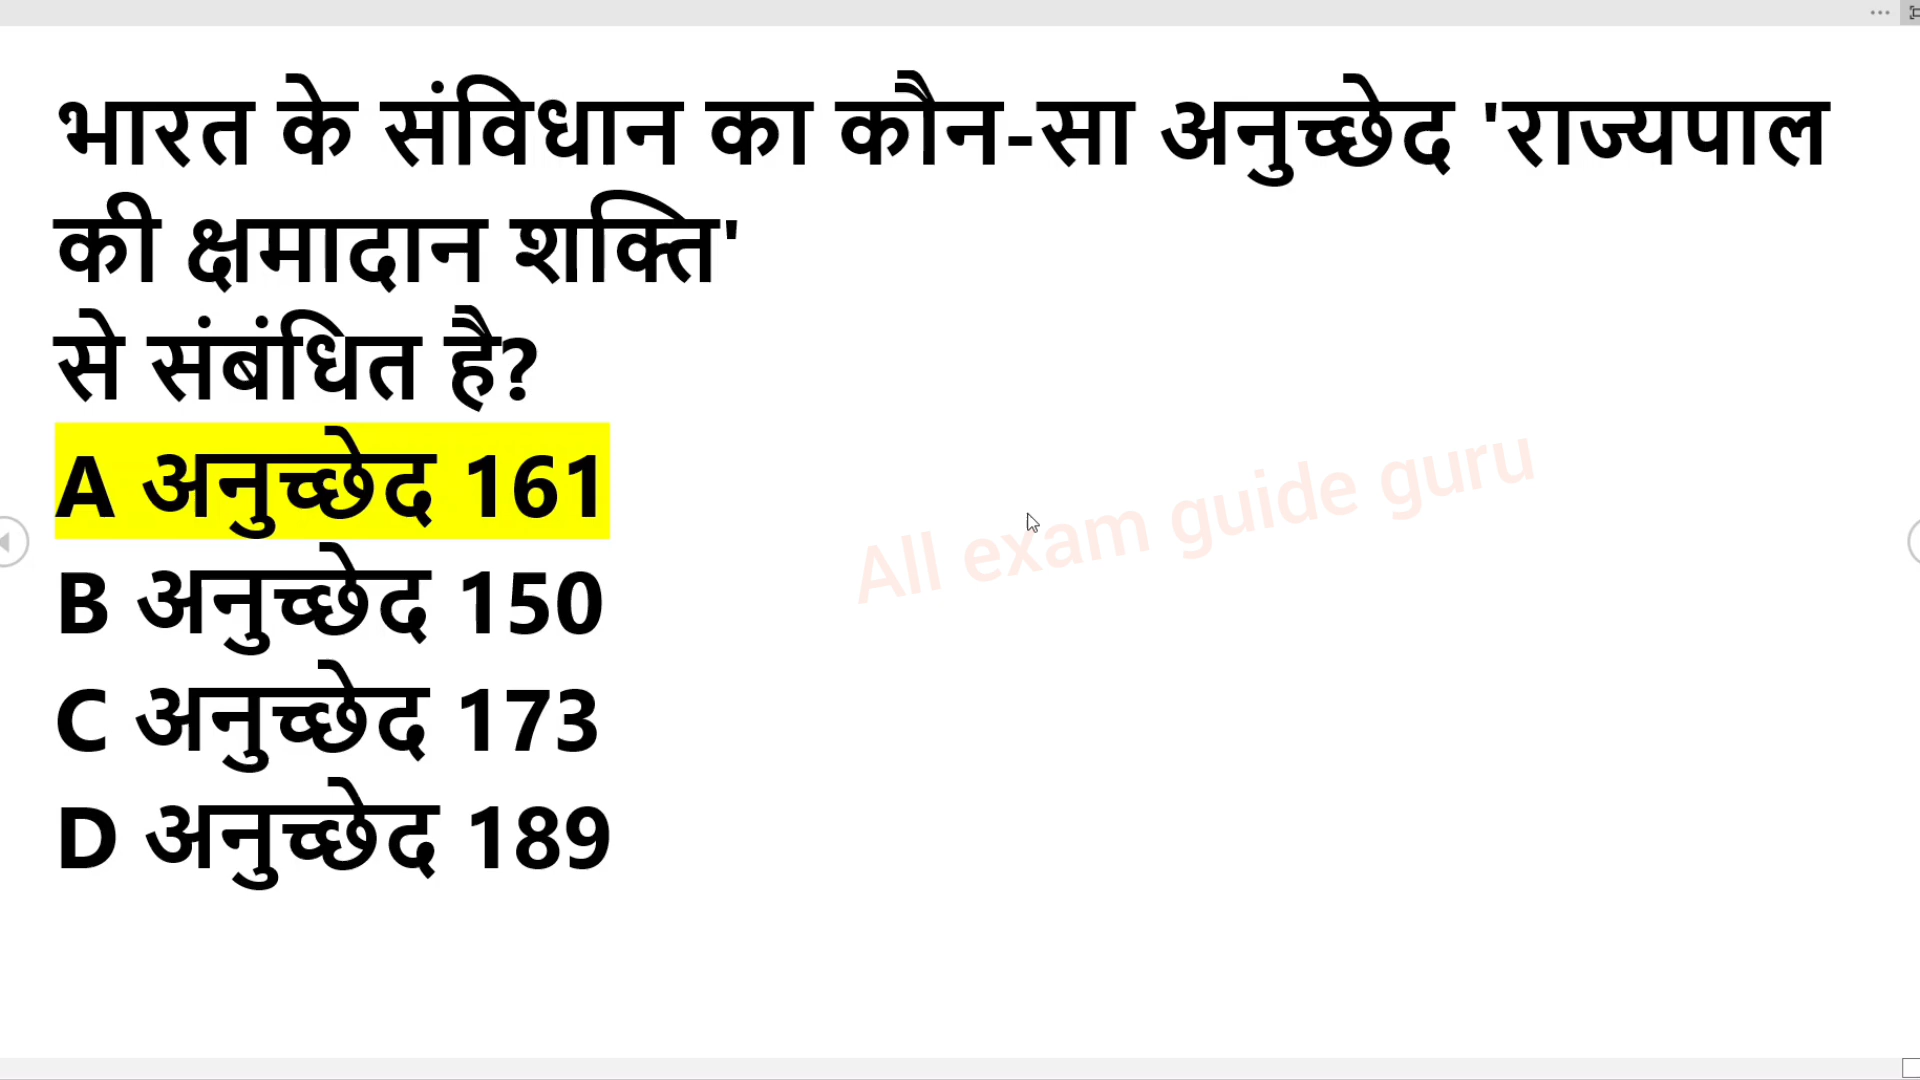 भारत के संविधान का कौन-सा अनुच्छेद 'राज्यपाल
की क्षमादान शक्ति'
से संबंधित है?
A अनुच्छेद 161
B अनुच्छेद 150
C अनुच्छेद 173
D अनुच्छेद 189
All exam guide guru